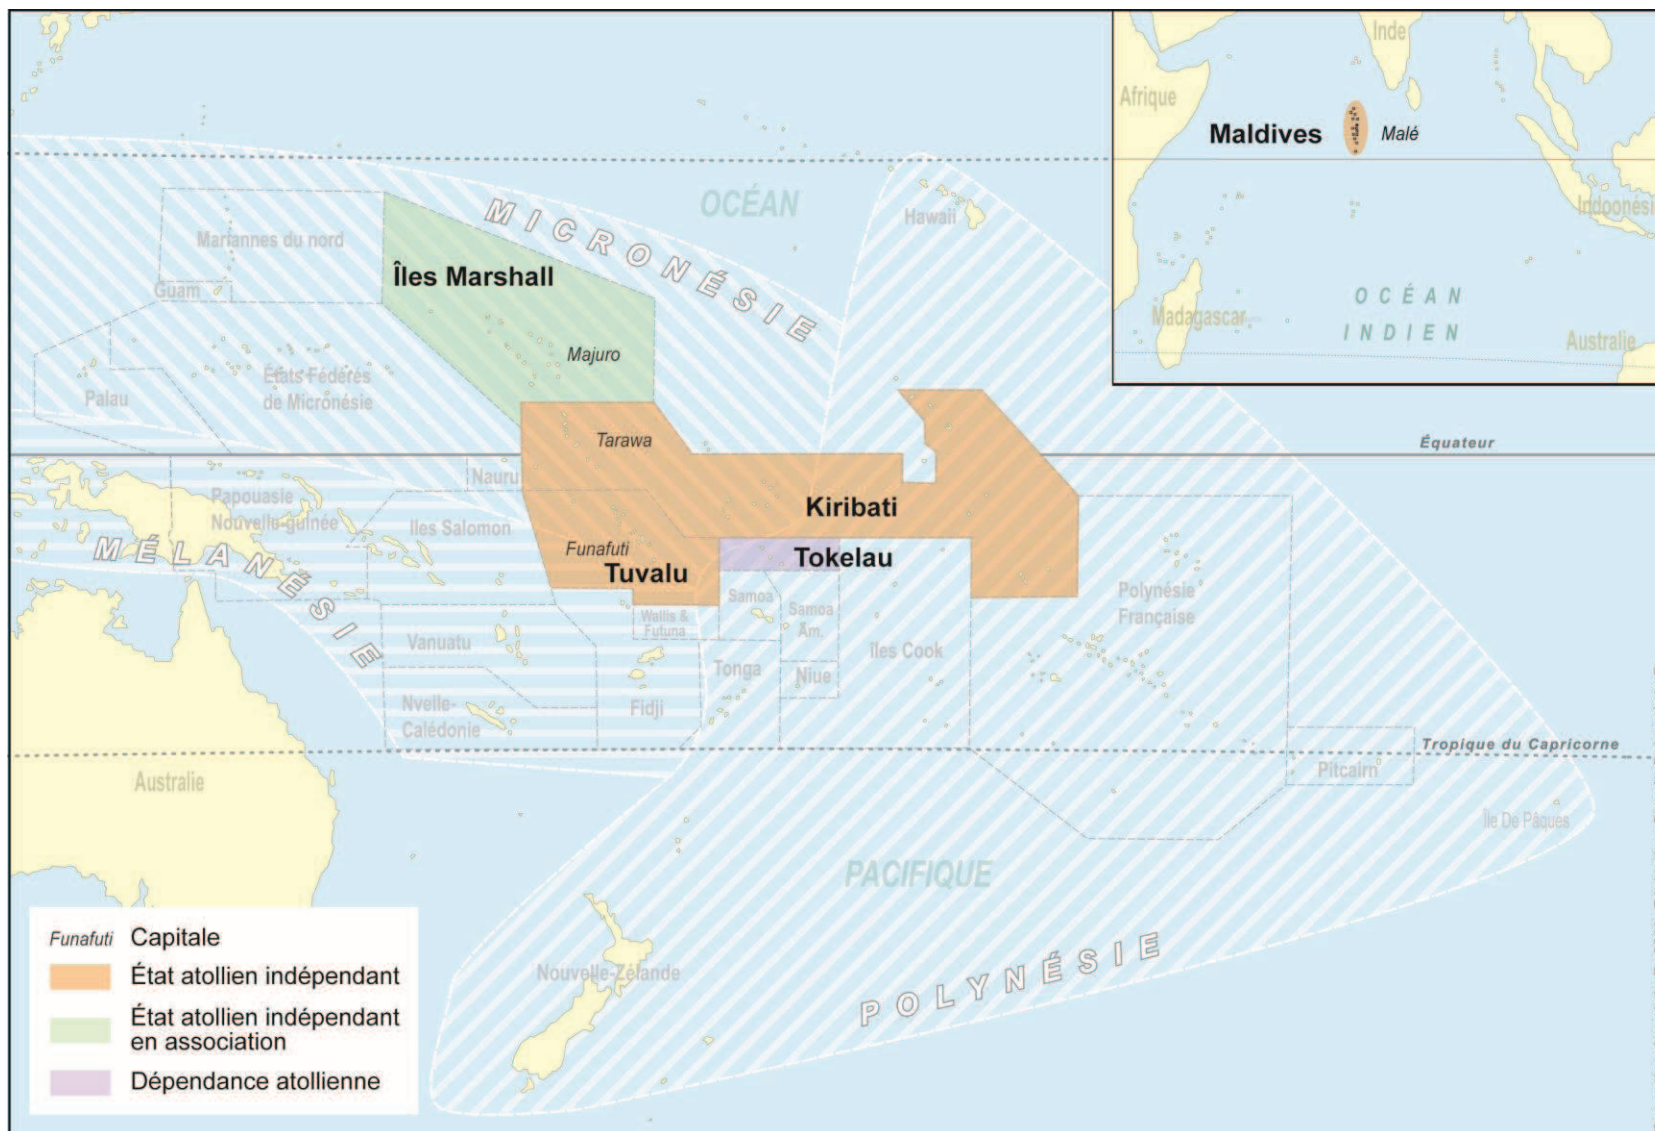 Inde
Afrique
Maldives
Malé
OCÉAN
Hawaii
Indoonésie
MICRONÉSIE
Mariannes du nord
Îles Marshall
Guam
OCÉAN
INDIEN
Madagascar
Australie
Majuro
États Fédérés
de Micronésie
Palau
Tarawa
Équateur
Nauru
Papouasie
Nouvelle-guinée
Iles Salomon
Kiribati
MÉLANÉSIE
Funafuti
Tuvalu
Tokelau
Samoa
Samoa
Am.
Wallis &
Futuna
Polynésie
Française
Vanuatu
Îles Cook
Tonga
Niue
Nvelle-
Calédonie
Fidji
Tropique du Capricorne
Pitcairn
Australie
Île De Pâques
PACIFIQUE
Funafuti Capitale
État atollien indépendant
État atollien indépendant
en association
Dépendance atollienne
Nouvelle-Zélande
POLYNÉSIE